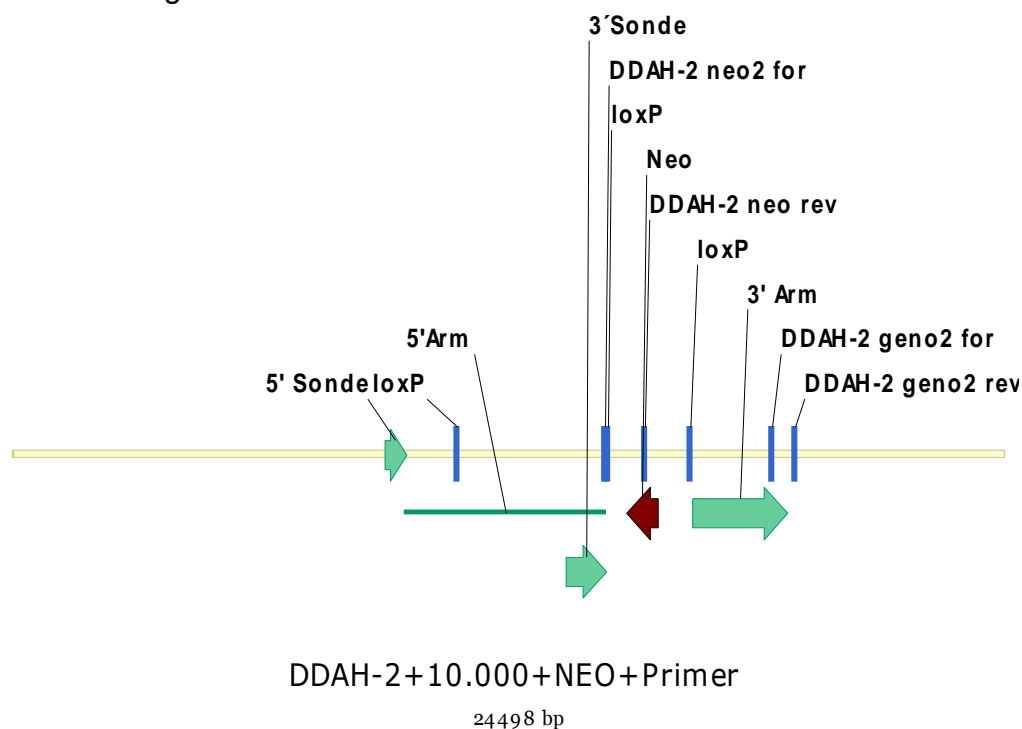 3´Sonde
DDAH-2 neo2 for
loxP
Neo
DDAH-2 neo rev
loxP
3' Arm
5'Arm
DDAH-2 geno2 for
5' Sonde loxP
DDAH-2 geno2 rev
DDAH-2+10.000+NEO+Primer
24498 bp